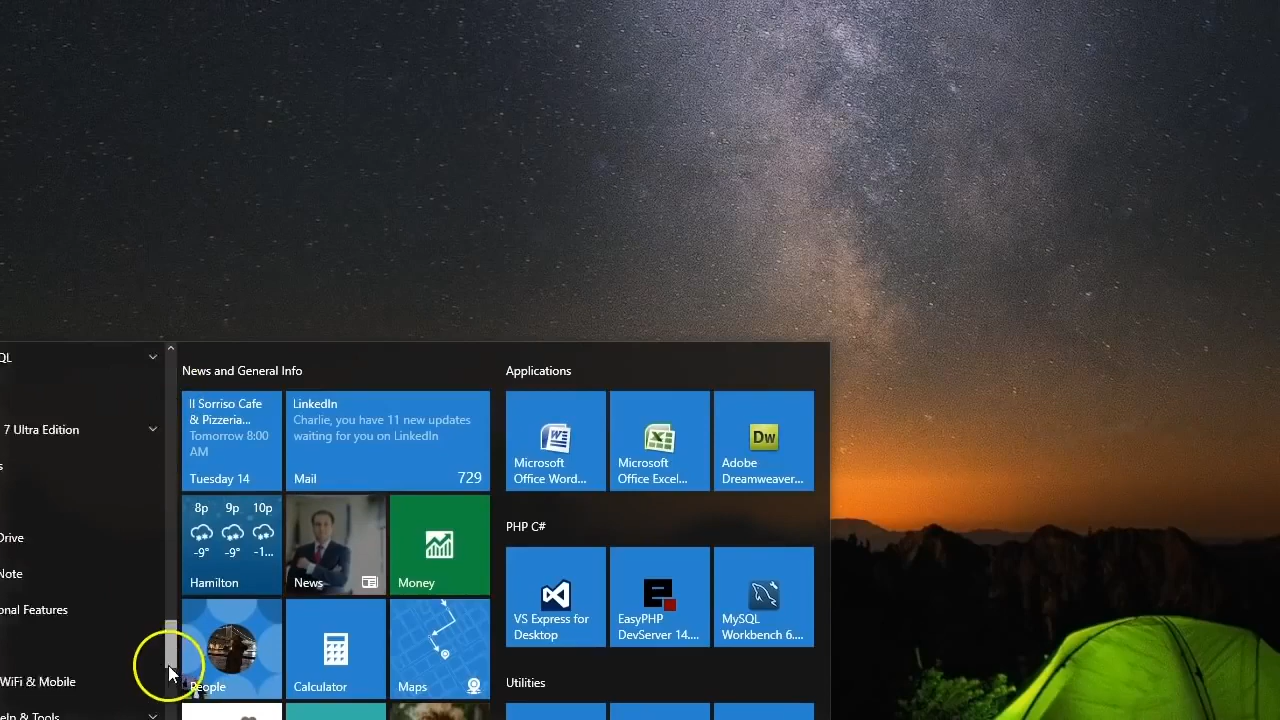 QL
7 Ultra Edition
s
Drive
Note
onal Features
WiFi & Mobile
elp & Tools
News and General Info
Il Sorriso Cafe
& Pizzeria...
Tomorrow 8:00
AM
Tuesday 14
LinkedIn
Charlie, you have 11 new updates
waiting for you on LinkedIn
Mail 729
8p 9p 10p
-9° -9° -1...
Hamilton
News
Money
People
Calculator
Maps
Applications
Microsoft
Office Word...
Microsoft
Office Excel...
Dw
Adobe
Dreamweaver...
PHP C#
VS Express for
Desktop
EasyPHP
DevServer 14....
MySQL
Workbench 6....
Utilities